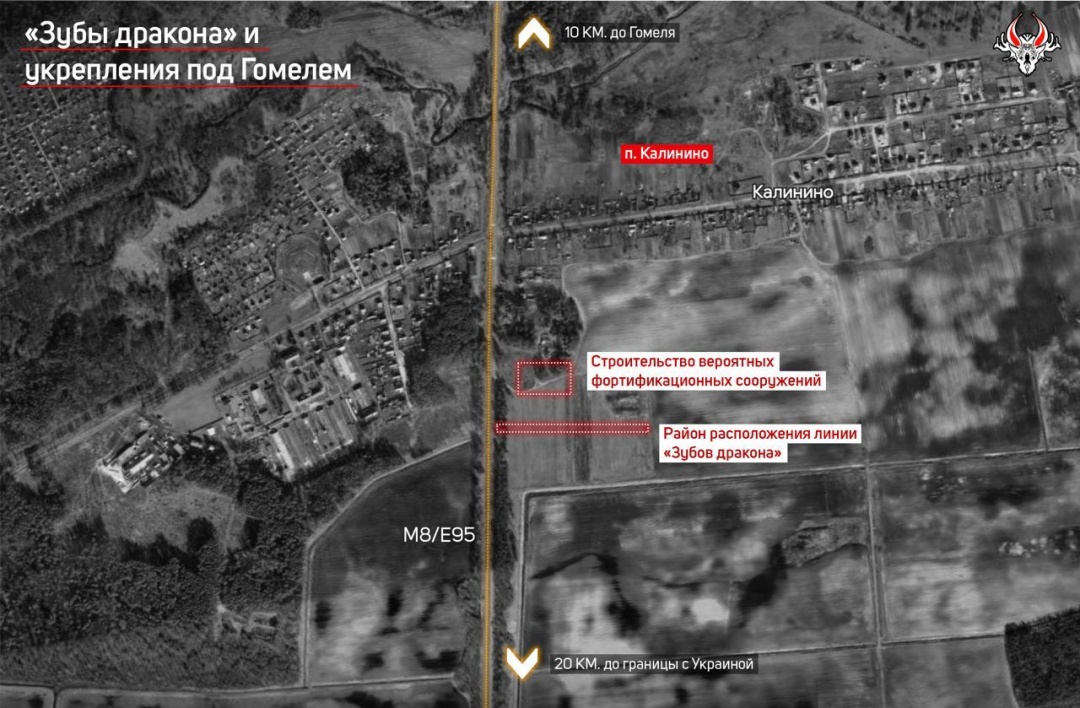 «Зубы дракона» и
укрепления под Гомелем
10 КМ. до Гомеля
п. Калинино
Калинино
Строительство вероятных
фортификационных сооружений
Район расположения линии
«Зубов дракона»
M8/E95
20 КМ. до границы с Украиной